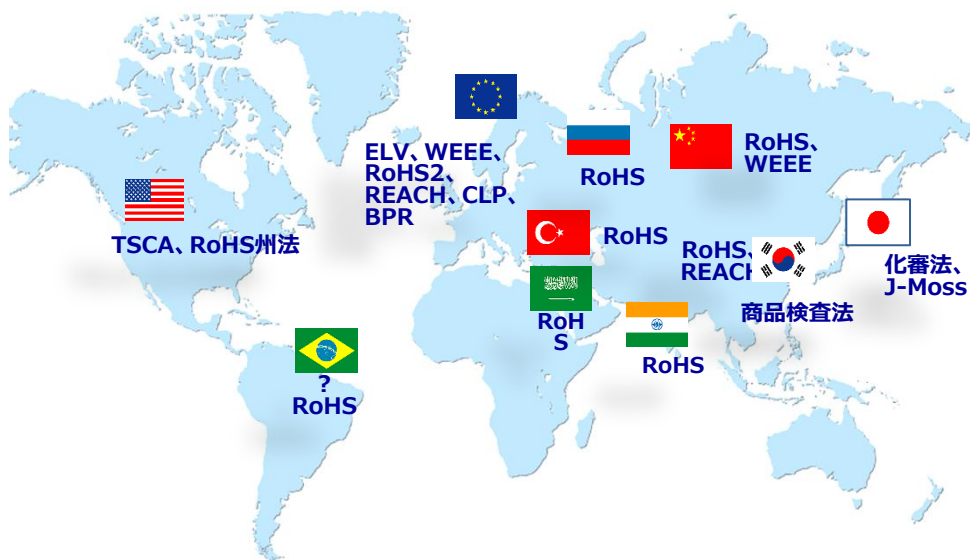 ELV、WEEE、
RoHS2、
REACH、CLP、
BPR
RoHS
RoHS、
WEEE
TSCA、RoHS州法
RoHS
RoHS、
REACH
化審法、
J-Moss
RoH
S
商品検査法
RoHS
?
RoHS